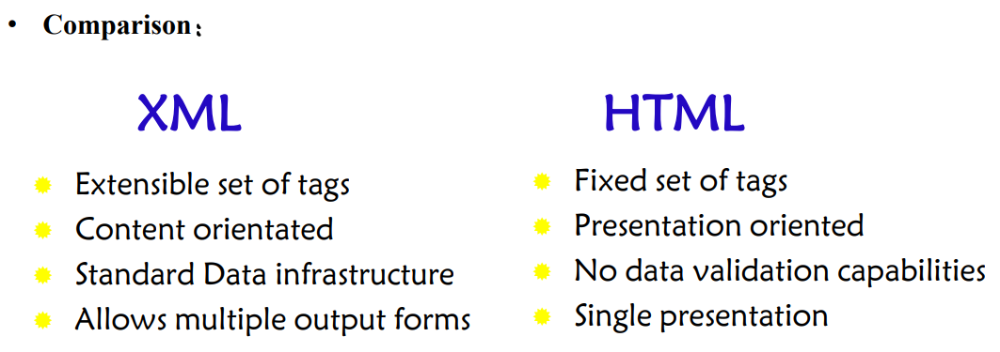 • Comparison：
XML
Extensible set of tags
Content orientated
Standard Data infrastructure
Allows multiple output forms
HTML
Fixed set of tags
Presentation oriented
No data validation capabilities
Single presentation